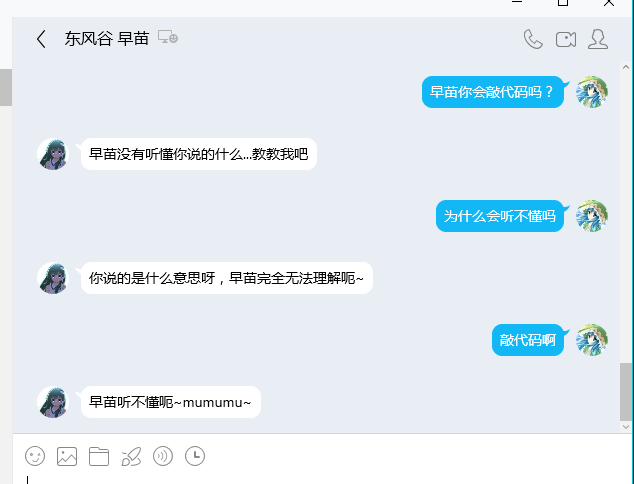 东风谷 早苗
早苗你会敲代码吗？
早苗没有听懂你说的什么...教教我吧
为什么会听不懂吗
你说的是什么意思呀，早苗完全无法理解呃~
敲代码啊
早苗听不懂呃~mumumu~